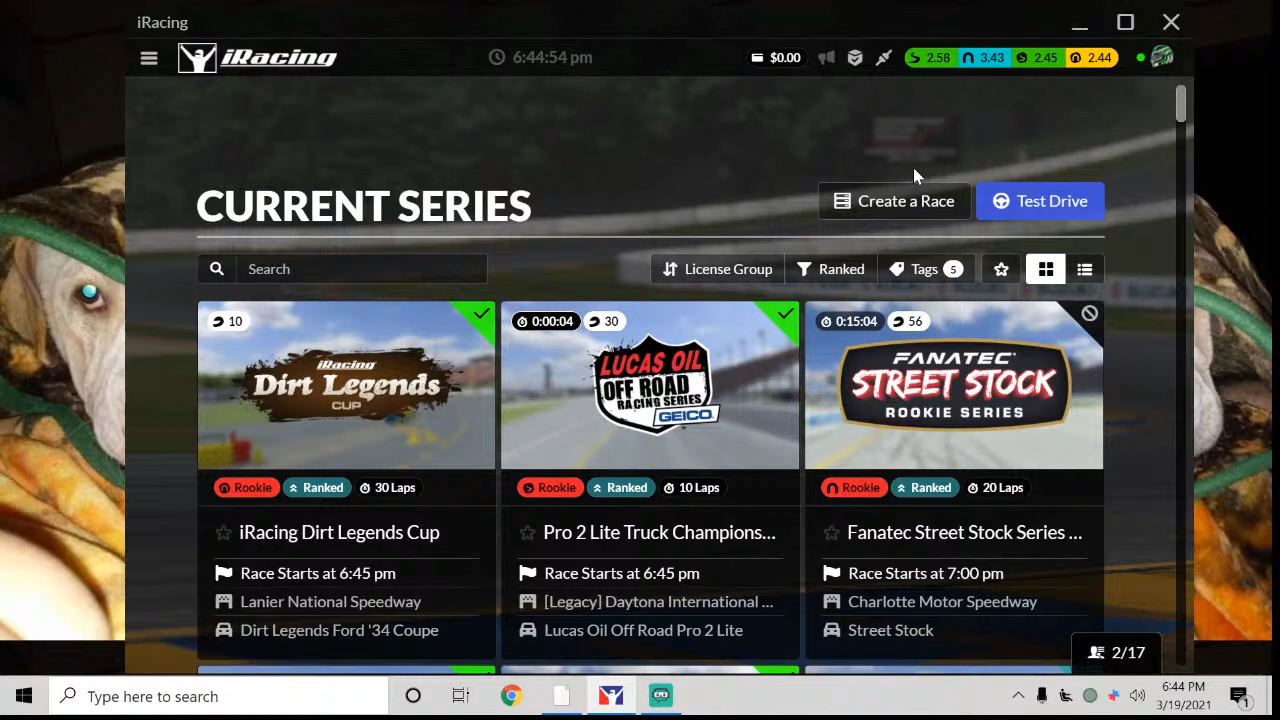 iRacing
iRacing
6:44:54 pm
$0.00
2.58
3.43
2.45
2.44
CURRENT SERIES
Create a Race
Test Drive
Search
License Group
Ranked
Tags 5
10
iRacing
Dirt Legends
CUP
Rookie
Ranked
30 Laps
iRacing Dirt Legends Cup
Race Starts at 6:45 pm
Lanier National Speedway
Dirt Legends Ford '34 Coupe
0:00:04
30
LUCAS OIL
OFF ROAD
RACING SERIES
GEICO
Rookie
Ranked
10 Laps
Pro 2 Lite Truck Champions...
Race Starts at 6:45 pm
[Legacy] Daytona International ...
Lucas Oil Off Road Pro 2 Lite
0:15:04
56
FANATEC
STREET STOCK
ROOKIE SERIES
Rookie
Ranked
20 Laps
Fanatec Street Stock Series ...
Race Starts at 7:00 pm
Charlotte Motor Speedway
Street Stock
2/17
Type here to search
6:44 PM
3/19/2021
1